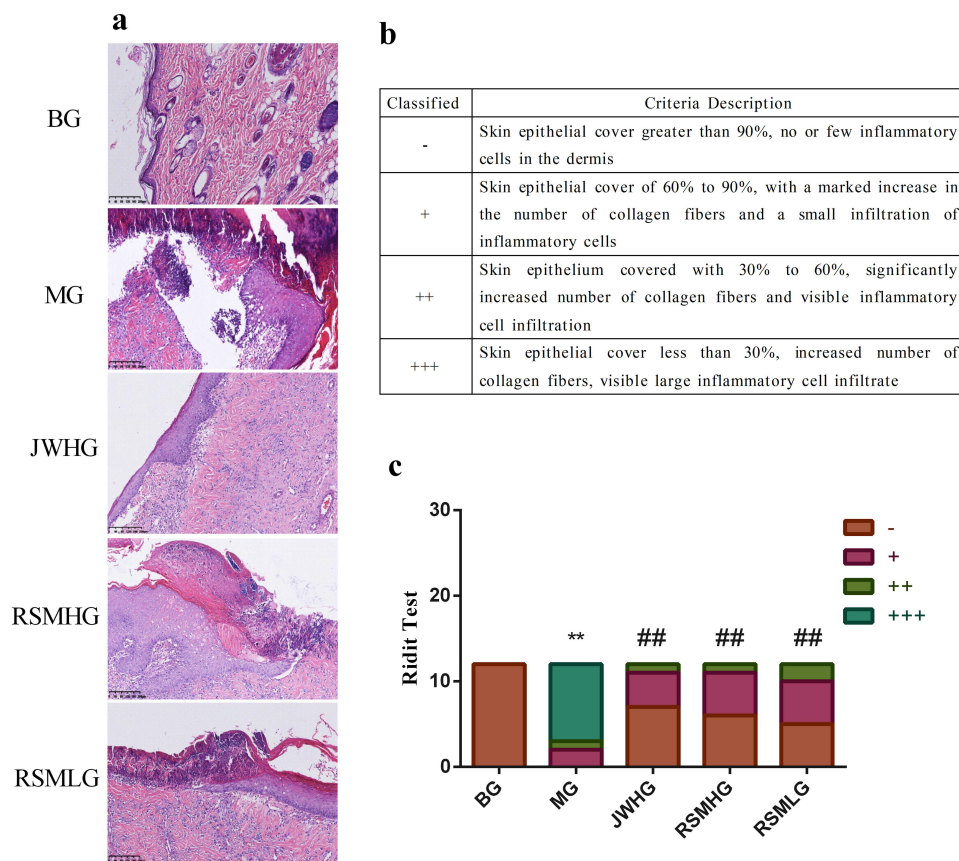 a
BG
MG
JWHG
RSMHG
RSMLG
b
Classified Criteria Description
- Skin epithelial cover greater than 90%, no or few inflammatory
cells in the dermis
+ Skin epithelial cover of 60% to 90%, with a marked increase in
the number of collagen fibers and a small infiltration of
inflammatory cells
++ Skin epithelium covered with 30% to 60%, significantly
increased number of collagen fibers and visible inflammatory
cell infiltration
+++ Skin epithelial cover less than 30%, increased number of
collagen fibers, visible large inflammatory cell infiltrate
c
Ridit Test
30
20
10
0
** ## ## ##
BG MG JWHG RSMHG RSMLG
-
+
++
+++